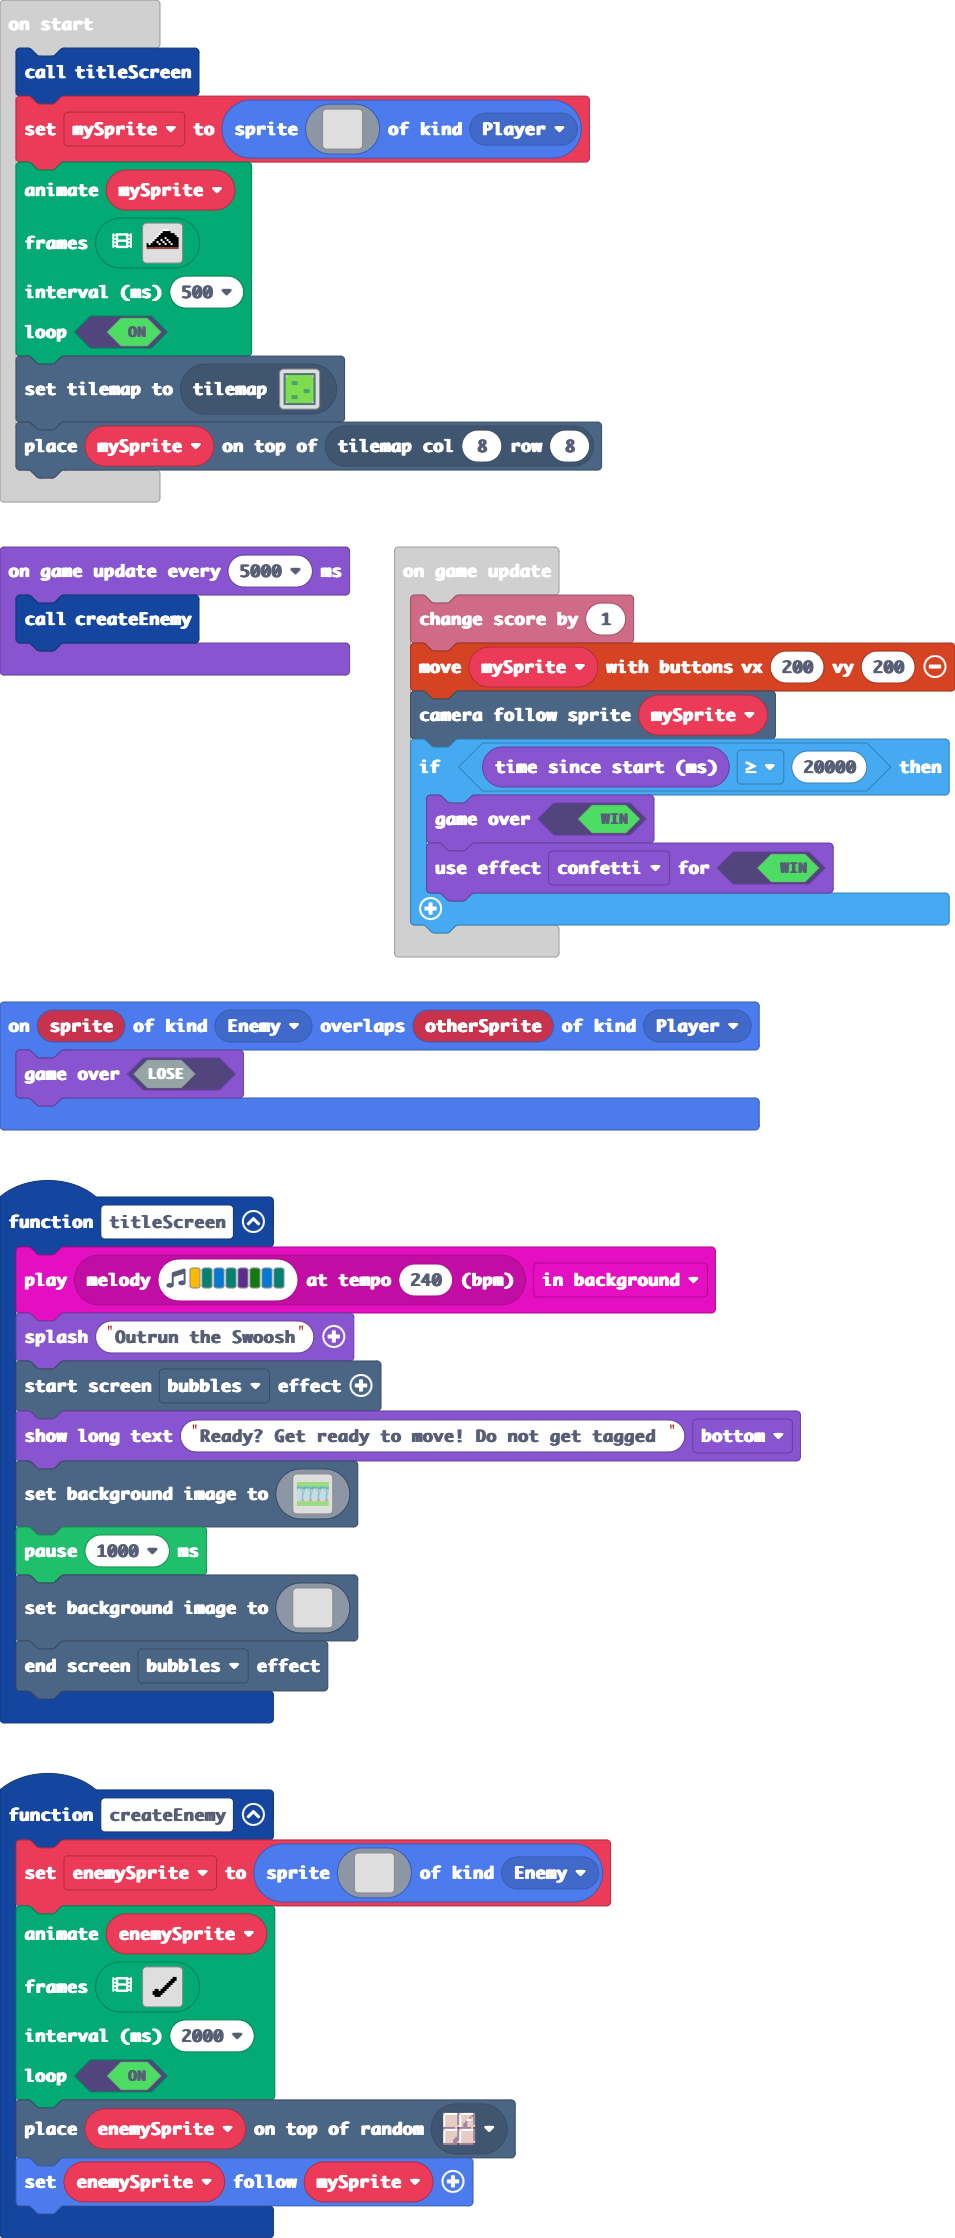 on start
call titleScreen
set mySprite to sprite of kind Player
animate mySprite
frames
interval (ms) 500
loop ON
set tilemap to tilemap
place mySprite on top of tilemap col 8 row 8
on game update every 5000 ms
call createEnemy
on game update
change score by 1
move mySprite with buttons vx 200 vy 200
camera follow sprite mySprite
if time since start (ms) ≥ 20000 then
game over WIN
use effect confetti for WIN
on sprite of kind Enemy overlaps otherSprite of kind Player
game over LOSE
function titleScreen
play melody at tempo 240 (bpm) in background
splash "Outrun the Swoosh"
start screen bubbles effect
show long text "Ready? Get ready to move! Do not get tagged " bottom
set background image to
pause 1000 ms
set background image to
end screen bubbles effect
function createEnemy
set enemySprite to sprite of kind Enemy
animate enemySprite
frames
interval (ms) 2000
loop ON
place enemySprite on top of random
set enemySprite follow mySprite